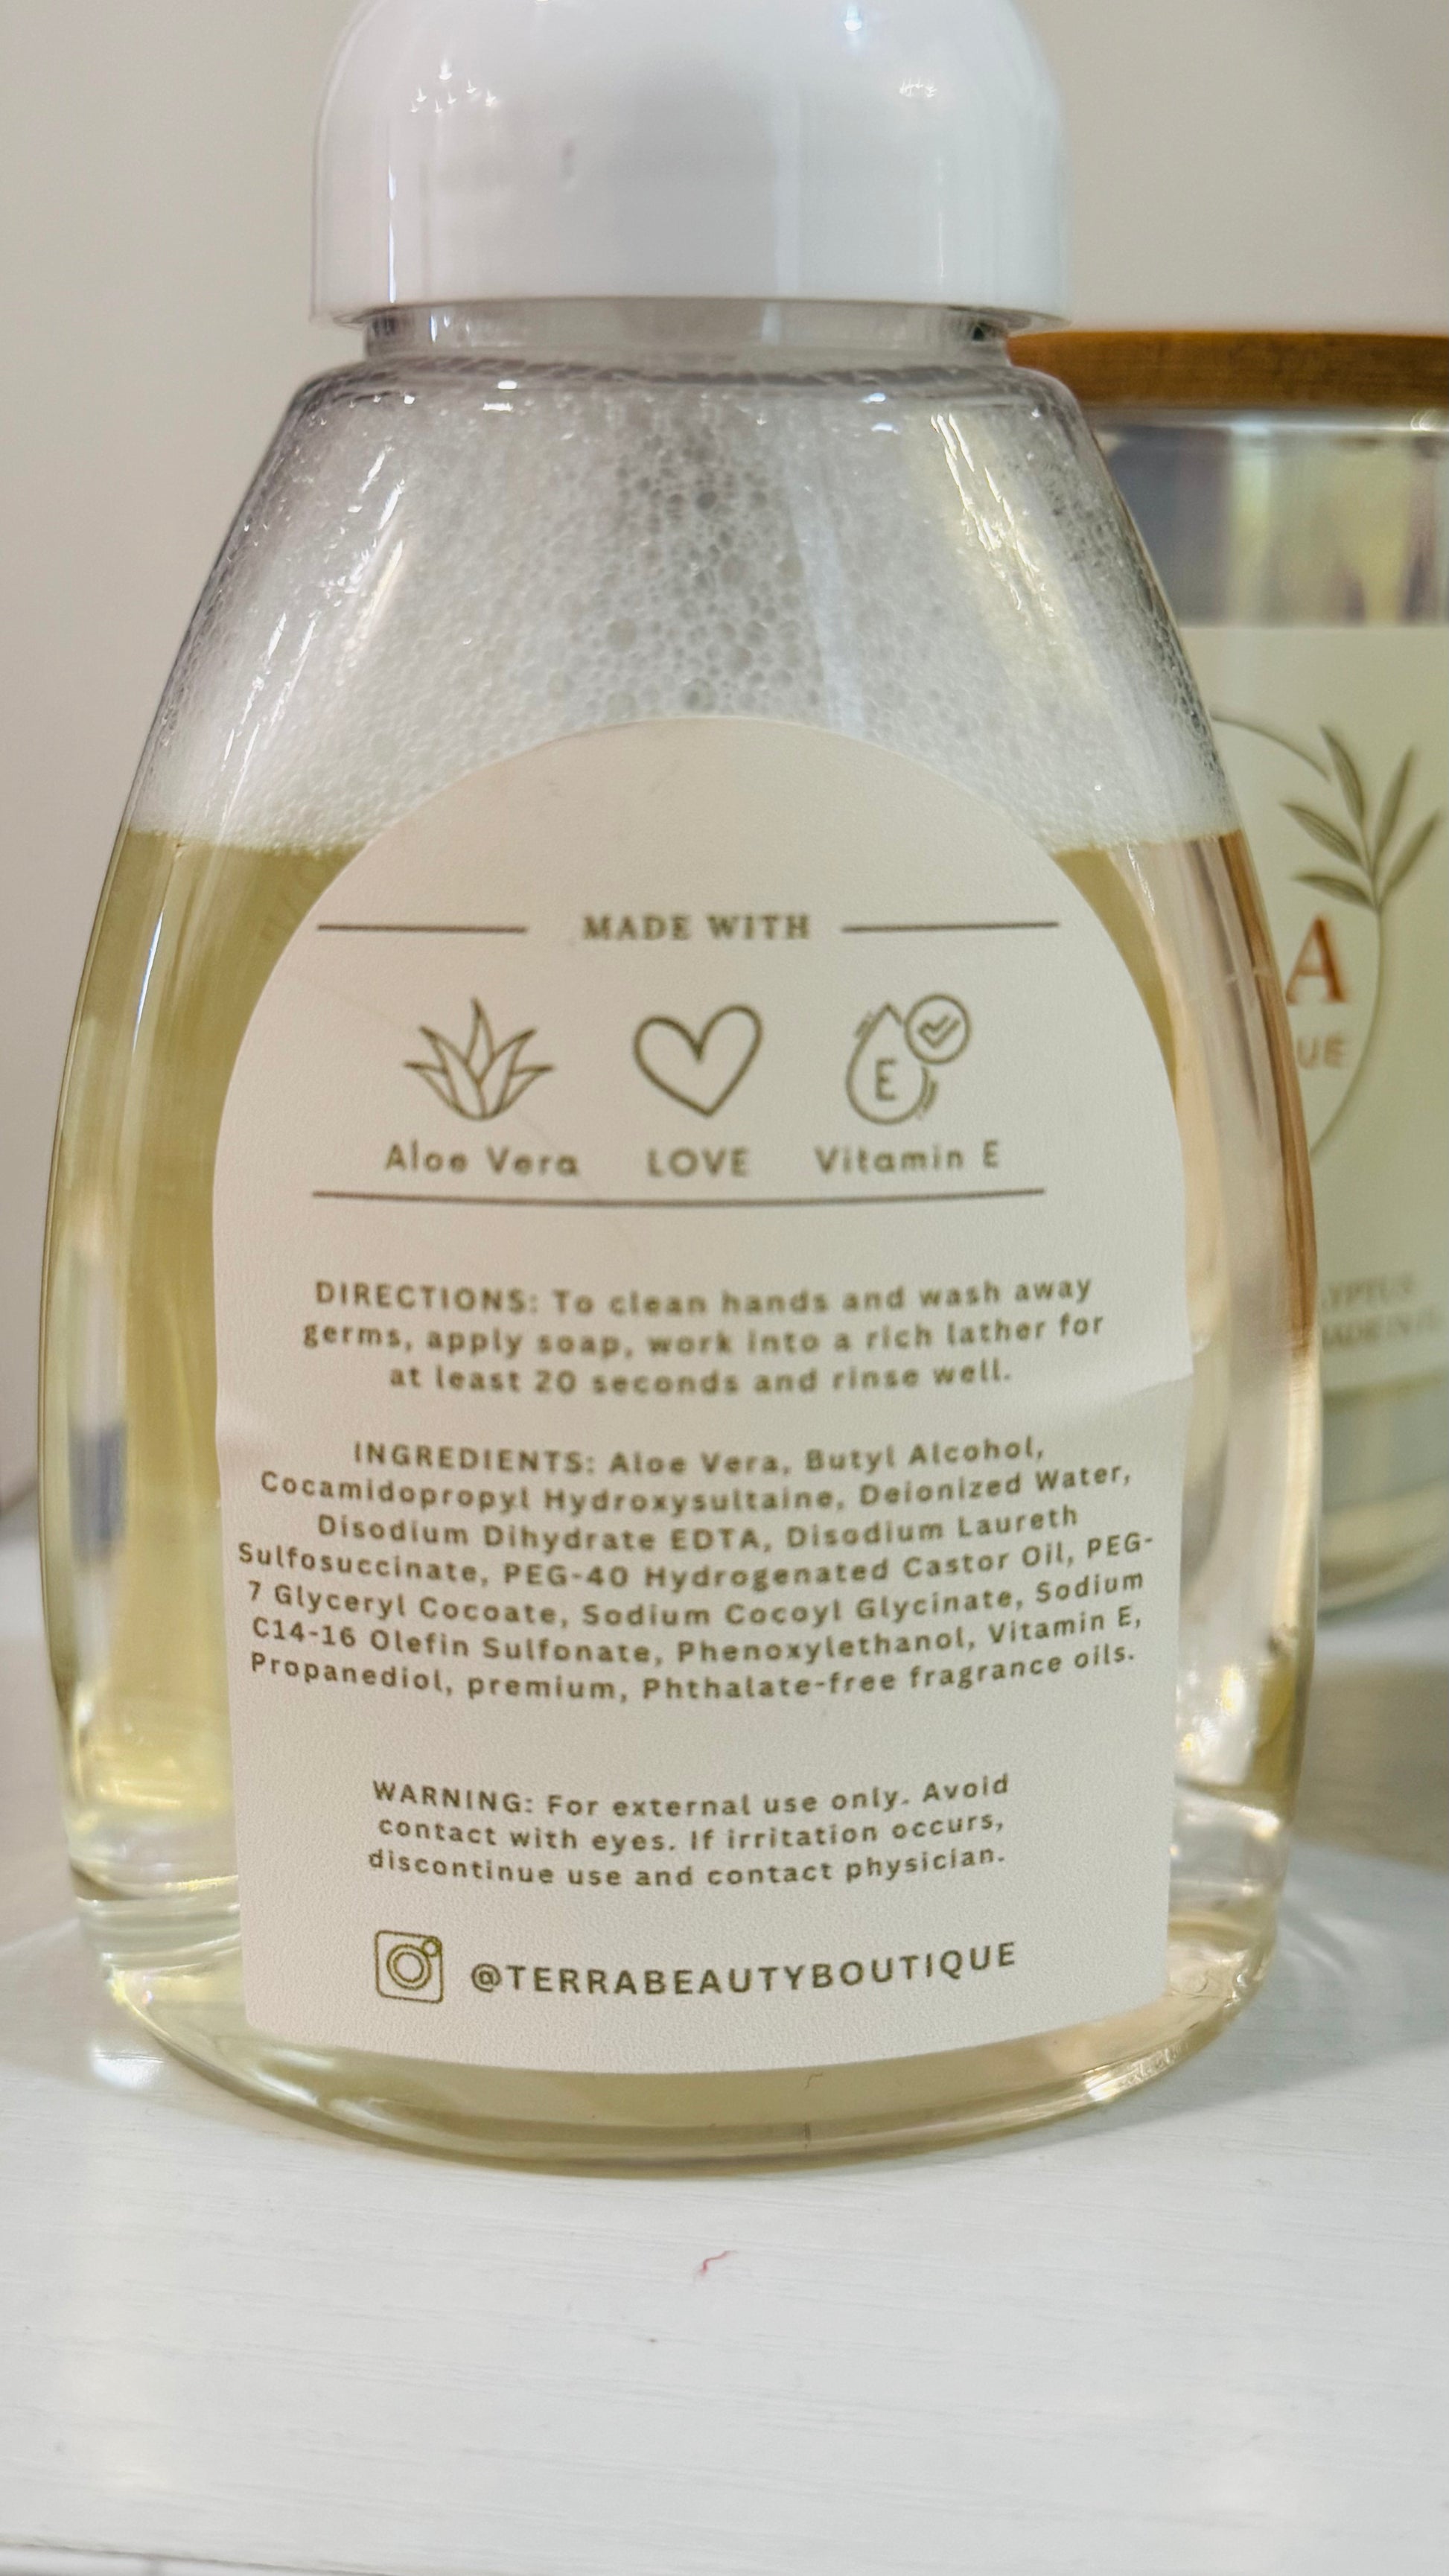 MADE WITH
E
Aloe Vera LOVE Vitamin E
DIRECTIONS: To clean hands and wash away
germs, apply soap, work into a rich lather for
at least 20 seconds and rinse well.
INGREDIENTS: Aloe Vera, Butyl Alcohol,
Cocamidopropyl Hydroxysultaine, Deionized Water,
Disodium Dihydrate EDTA, Disodium Laureth
Sulfosuccinate, PEG-40 Hydrogenated Castor Oil, PEG-
7 Glyceryl Cocoate, Sodium Cocoyl Glycinate, Sodium
C14-16 Olefin Sulfonate, Phenoxylethanol, Vitamin E,
Propanediol, premium, Phthalate-free fragrance oils.
WARNING: For external use only. Avoid
contact with eyes. If irritation occurs,
discontinue use and contact physician.
@TERRABEAUTYBOUTIQUE
A
UE